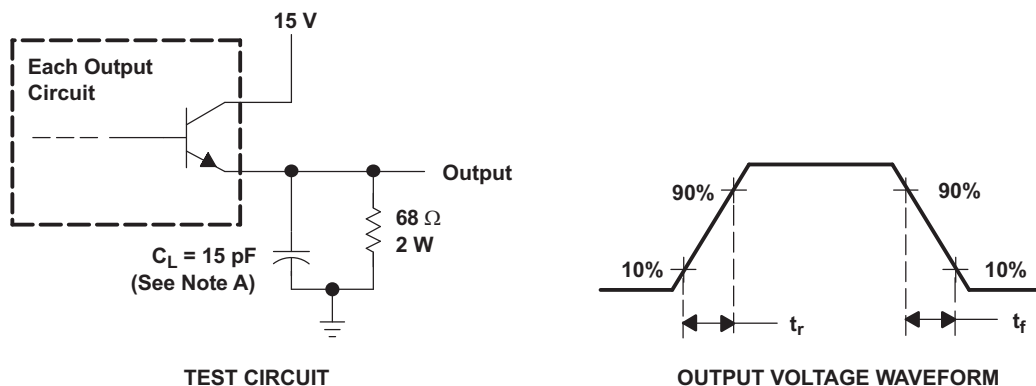 15 V
Each Output
Circuit
Output
68 Ω
2 W
C_L = 15 pF
(See Note A)
TEST CIRCUIT
90%
90%
10%
10%
t_r
t_f
OUTPUT VOLTAGE WAVEFORM